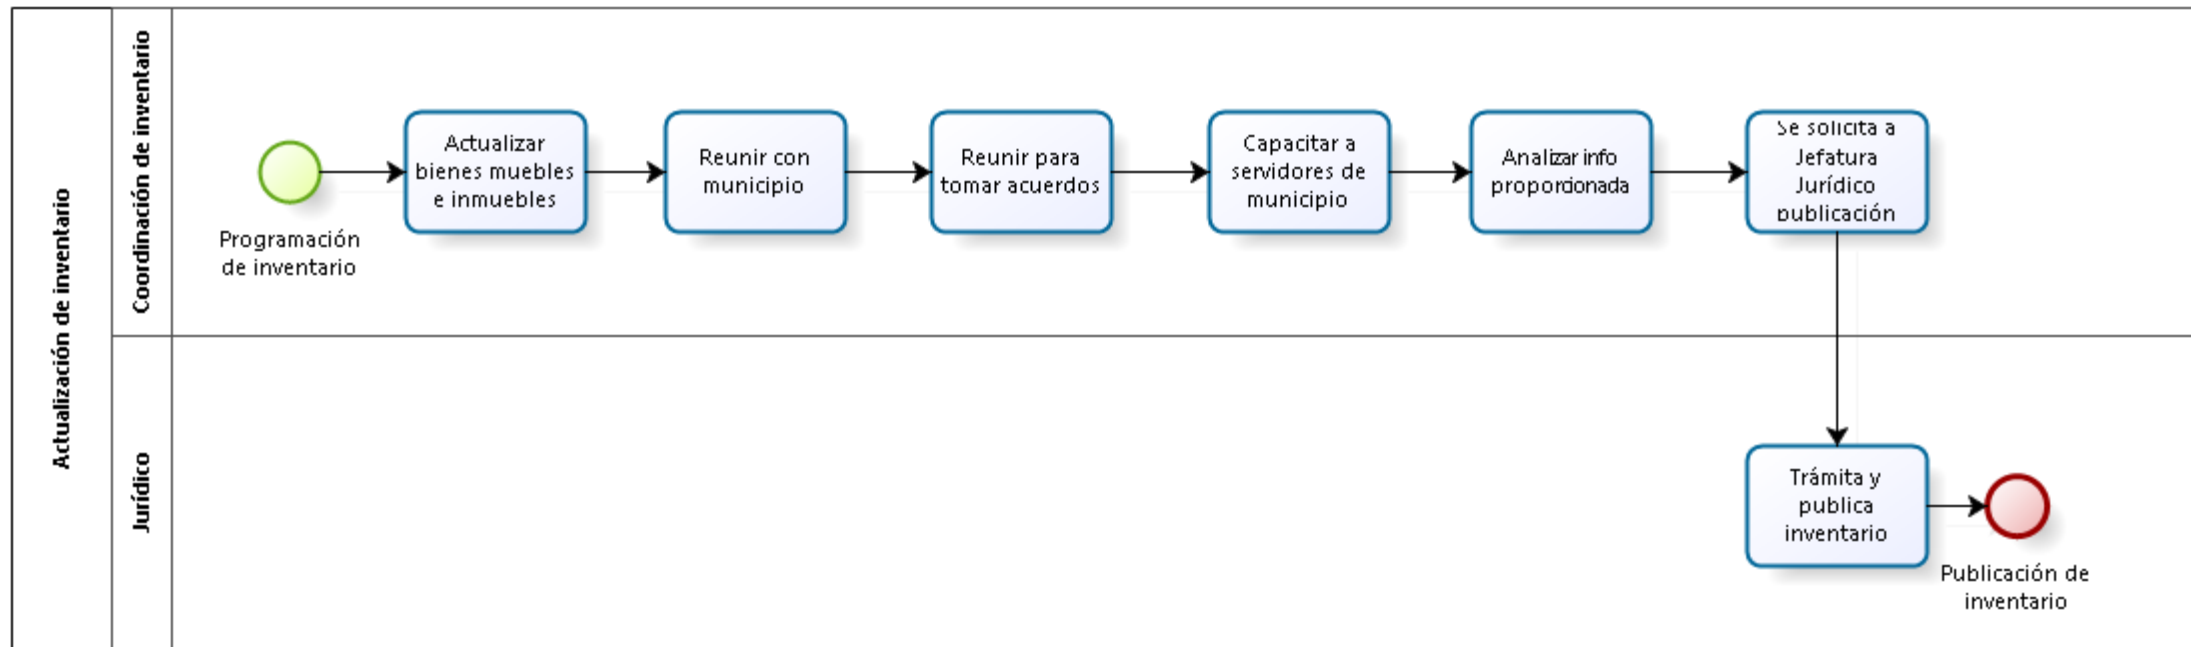 Actualización de inventario
Coordinación de inventario
Programación
de inventario
Actualizar
bienes muebles
e inmuebles
Reunir con
municipio
Reunir para
tomar acuerdos
Capacitar a
servidores de
municipio
Analizar info
proporcionada
Se solicita a
Jefatura
Jurídico
publicación
Jurídico
Trámita y
publica
inventario
Publicación de
inventario